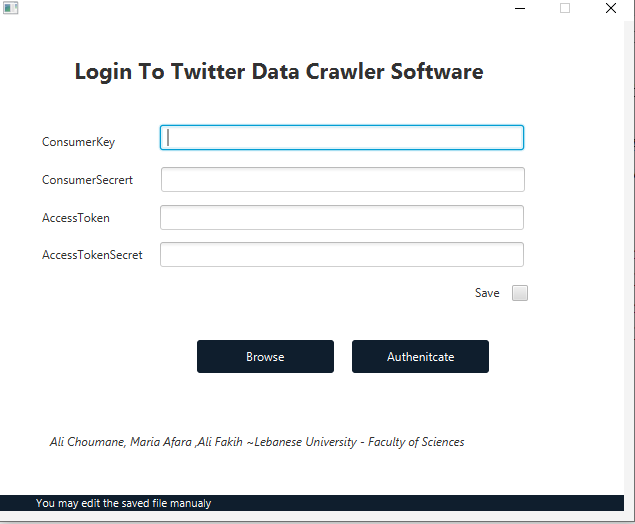 Login To Twitter Data Crawler Software
ConsumerKey
ConsumerSecrert
AccessToken
AccessTokenSecret
Save
Browse
Authenitcate
Ali Choumane, Maria Afara ,Ali Fakih ~Lebanese University - Faculty of Sciences
You may edit the saved file manualy